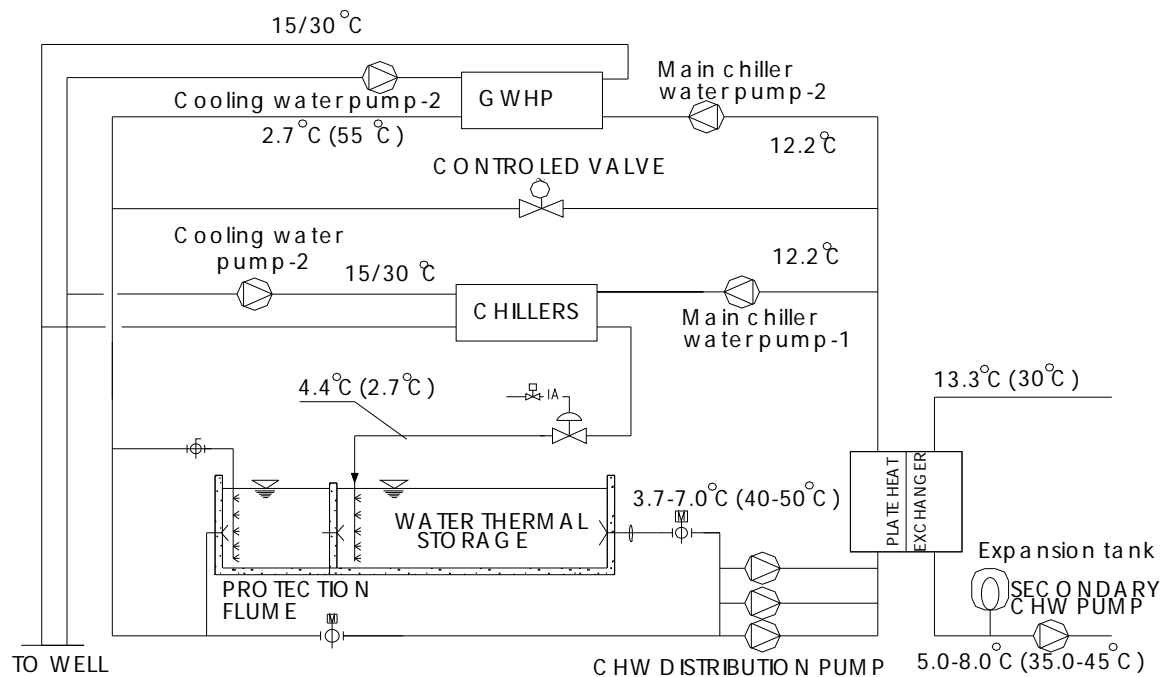 15/30°C
Cooling water pump-2
GWHP
Main chiller
water pump-2
2.7°C (55 °C)
12.2°C
CONTROLED VALVE
Cooling water
pump-2
15/30 °C
12.2°C
CHILLERS
Main chiller
water pump-1
4.4°C (2.7°C)
IA
13.3°C (30°C)
3.7-7.0°C (40-50°C)
M
WATER THERMAL
STORAGE
PLATE HEAT
EXCHANGER
Expansion tank
PROTECTION
FLUME
M
SECONDARY
CHW PUMP
TO WELL
CHW DISTRIBUTION PUMP
5.0-8.0°C (35.0-45°C)